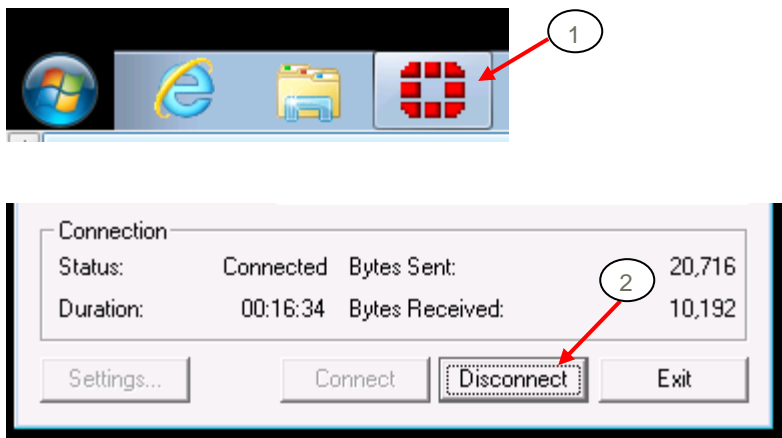 1
Connection
Status: Connected Bytes Sent: 20,716
2
Duration: 00:16:34 Bytes Received: 10,192
Settings... Connect Disconnect Exit